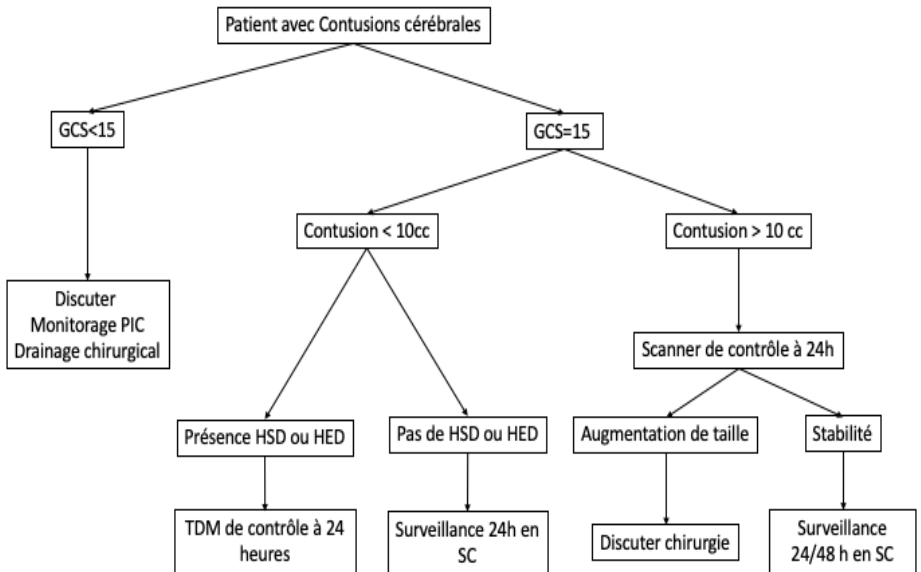 Patient avec Contusions cérébrales
GCS<15
GCS=15
Contusion < 10cc
Contusion > 10 cc
Discuter
Monitorage PIC
Drainage chirurgical
Scanner de contrôle à 24h
Présence HSD ou HED
Pas de HSD ou HED
Augmentation de taille
Stabilité
TDM de contrôle à 24
heures
Surveillance 24h en
SC
Discuter chirurgie
Surveillance
24/48 h en SC